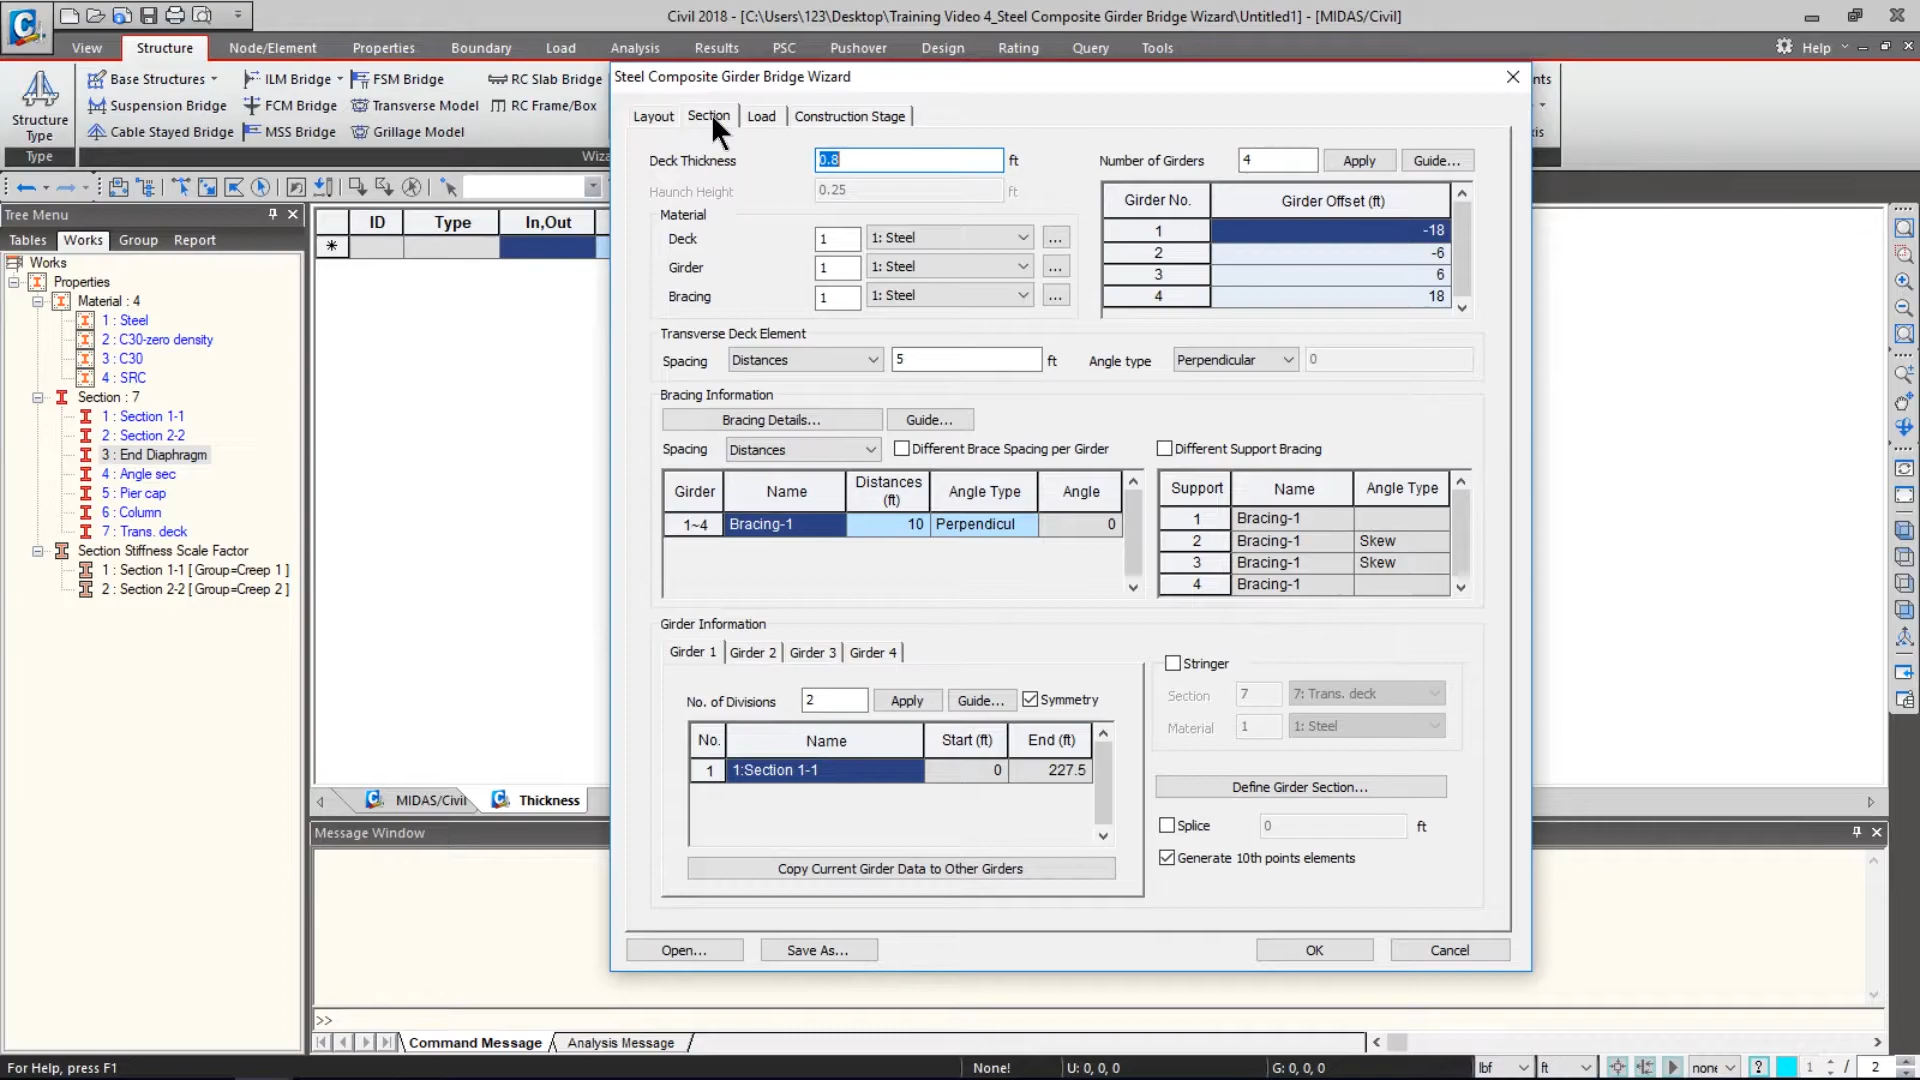 Civil 2018 - [C:\Users\123\Desktop\Training Video 4_Steel Composite Girder Bridge Wizard\Untitled1] - [MIDAS/Civil]
View Structure Node/Element Properties Boundary Load Analysis Results PSC Pushover Design Rating Query Tools Help
Structure Type
Type
Base Structures ILM Bridge FSM Bridge RC Slab Bridge
Suspension Bridge FCM Bridge Transverse Model RC Frame/Box
Cable Stayed Bridge MSS Bridge Grillage Model
Tree Menu
Tables Works Group Report
Works
Properties
Material : 4
1 : Steel
2 : C30-zero density
3 : C30
4 : SRC
Section : 7
1 : Section 1-1
2 : Section 2-2
3 : End Diaphragm
4 : Angle sec
5 : Pier cap
6 : Column
7 : Trans. deck
Section Stiffness Scale Factor
1 : Section 1-1 [ Group=Creep 1 ]
2 : Section 2-2 [ Group=Creep 2 ]
ID Type In,Out
*
MIDAS/Civil Thickness
Message Window
>>
Command Message Analysis Message
Steel Composite Girder Bridge Wizard
Layout Section Load Construction Stage
Deck Thickness 0.8 ft
Haunch Height 0.25 ft
Material
Deck 1 1: Steel ...
Girder 1 1: Steel ...
Bracing 1 1: Steel ...
Number of Girders 4 Apply Guide...
Girder No. Girder Offset (ft)
1 -18
2 -6
3 6
4 18
Transverse Deck Element
Spacing Distances 5 ft Angle type Perpendicular 0
Bracing Information
Bracing Details... Guide...
Spacing Distances Different Brace Spacing per Girder Different Support Bracing
Girder Name Distances (ft) Angle Type Angle
1~4 Bracing-1 10 Perpendicul 0
Support Name Angle Type
1 Bracing-1
2 Bracing-1 Skew
3 Bracing-1 Skew
4 Bracing-1
Girder Information
Girder 1 Girder 2 Girder 3 Girder 4
No. of Divisions 2 Apply Guide... Symmetry
No. Name Start (ft) End (ft)
1 1:Section 1-1 0 227.5
Copy Current Girder Data to Other Girders
Stringer
Section 7 7: Trans. deck
Material 1 1: Steel
Define Girder Section...
Splice 0 ft
Generate 10th points elements
Open... Save As... OK Cancel
For Help, press F1 None! U: 0, 0, 0 G: 0, 0, 0 lbf ft none ? 1 / 2